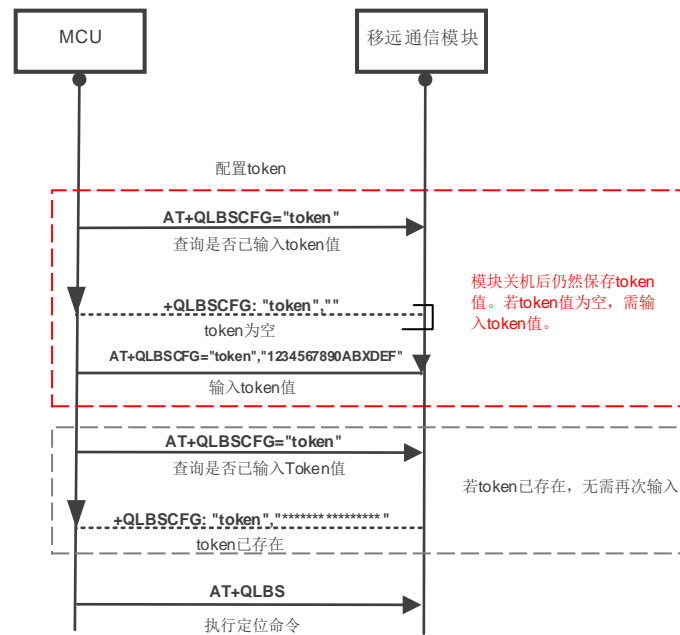 MCU
移远通信模块
配置token
AT+QLBSCFG="token"
查询是否已输入token值
模块关机后仍然保存token
值。若token值为空，需输
入token值。
+QLBSCFG: "token",""
token为空
AT+QLBSCFG="token","1234567890ABXDEF"
输入token值
AT+QLBSCFG="token"
查询是否已输入Token值
若token已存在，无需再次输入
+QLBSCFG: "token","****************"
token已存在
AT+QLBS
执行定位命令